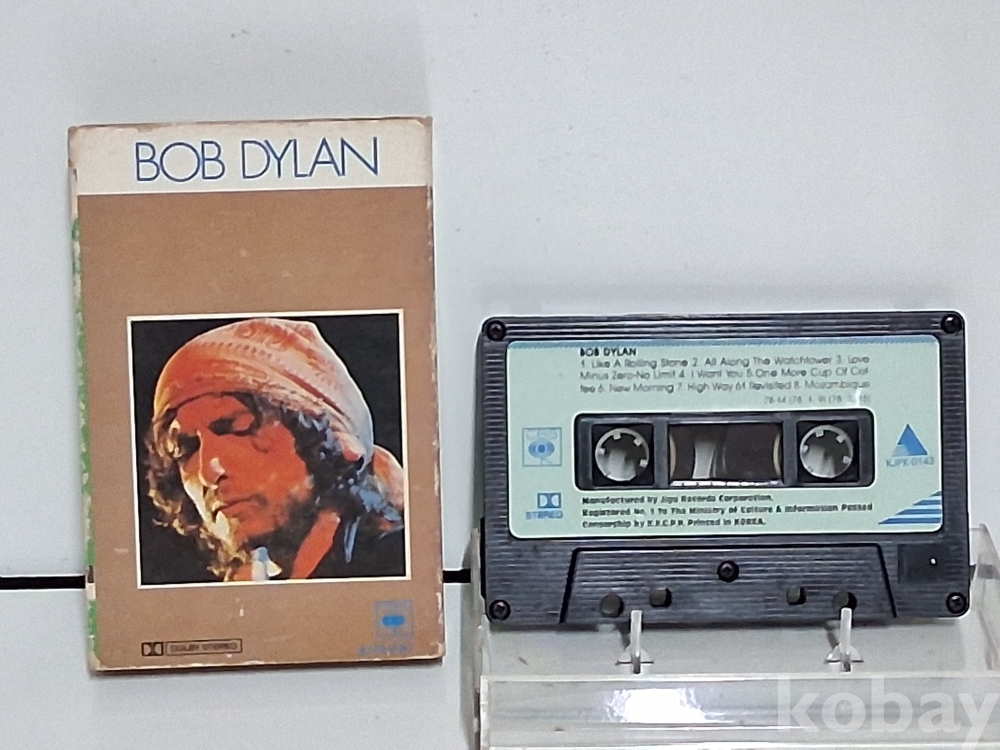 BOB DYLAN
DOLBY STEREO
BOB DYLAN
1. Like A Rolling Stone 2. All Along The Watchtower 3. Love
Minus Zero-No Limit 4. I Want You 5. One More Cup Of Cof-
fee 6. New Morning 7. High Way 61 Revisited 8. Mozambique
CBS
KJPX-0143
STEREO
Manufactured by Jigu Records Corporation.
Registered No. 1 To The Ministry of Culture & Information Passed
Censorship by K.K.C.P.H. Printed in KOREA.
kobay